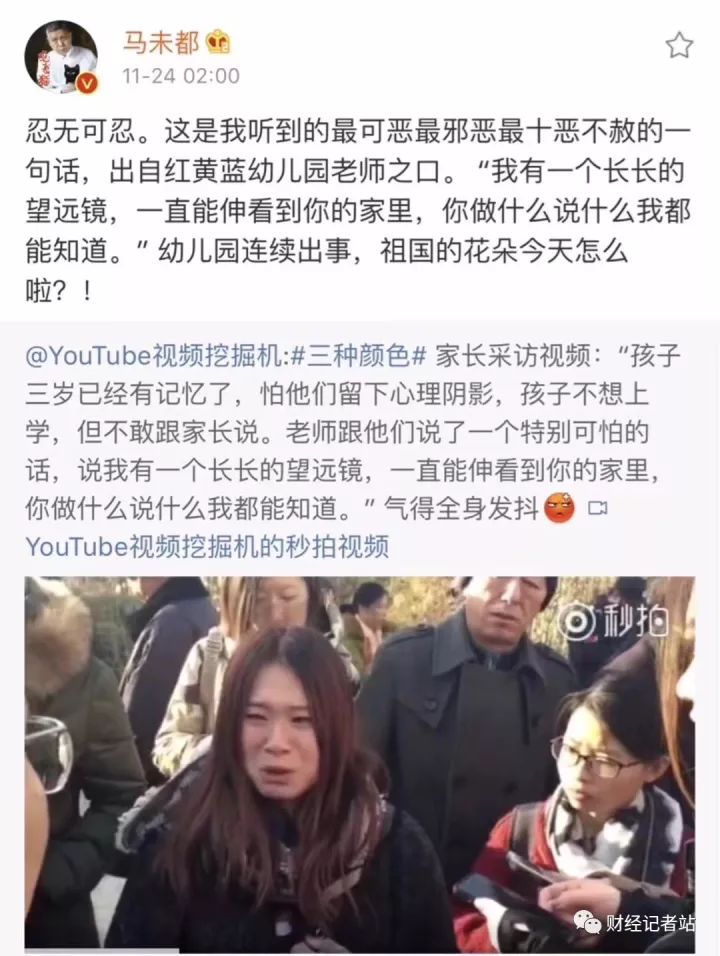 马未都
11-24 02:00
忍无可忍。这是我听到的最可恶最邪恶最十恶不赦的一
句话，出自红黄蓝幼儿园老师之口。“我有一个长长的
望远镜，一直能伸看到你的家里，你做什么说什么我都
能知道。”幼儿园连续出事，祖国的花朵今天怎么
啦？！
@YouTube视频挖掘机:#三种颜色# 家长采访视频：“孩子
三岁已经有记忆了，怕他们留下心理阴影，孩子不想上
学，但不敢跟家长说。老师跟他们说了一个特别可怕的
话，说我有一个长长的望远镜，一直能伸看到你的家里，
你做什么说什么我都能知道。”气得全身发抖
YouTube视频挖掘机的秒拍视频
秒拍
财经记者站